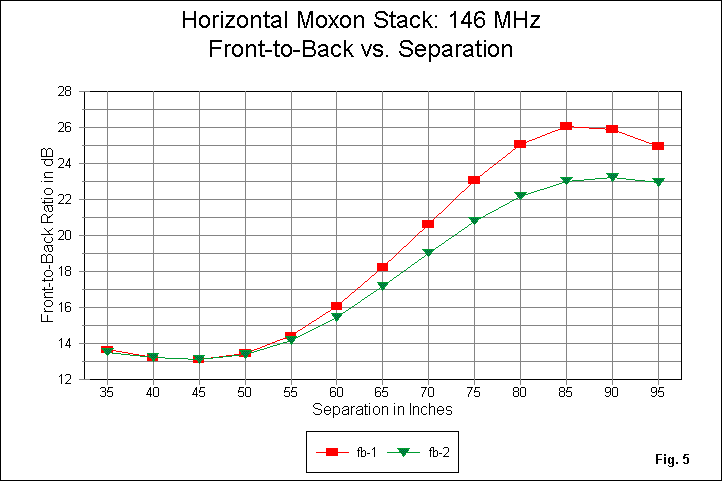 Horizontal Moxon Stack: 146 MHz
Front-to-Back vs. Separation
Front-to-Back Ratio in dB
28
26
24
22
20
18
16
14
12
35 40 45 50 55 60 65 70 75 80 85 90 95
Separation in Inches
fb-1 fb-2
Fig. 5